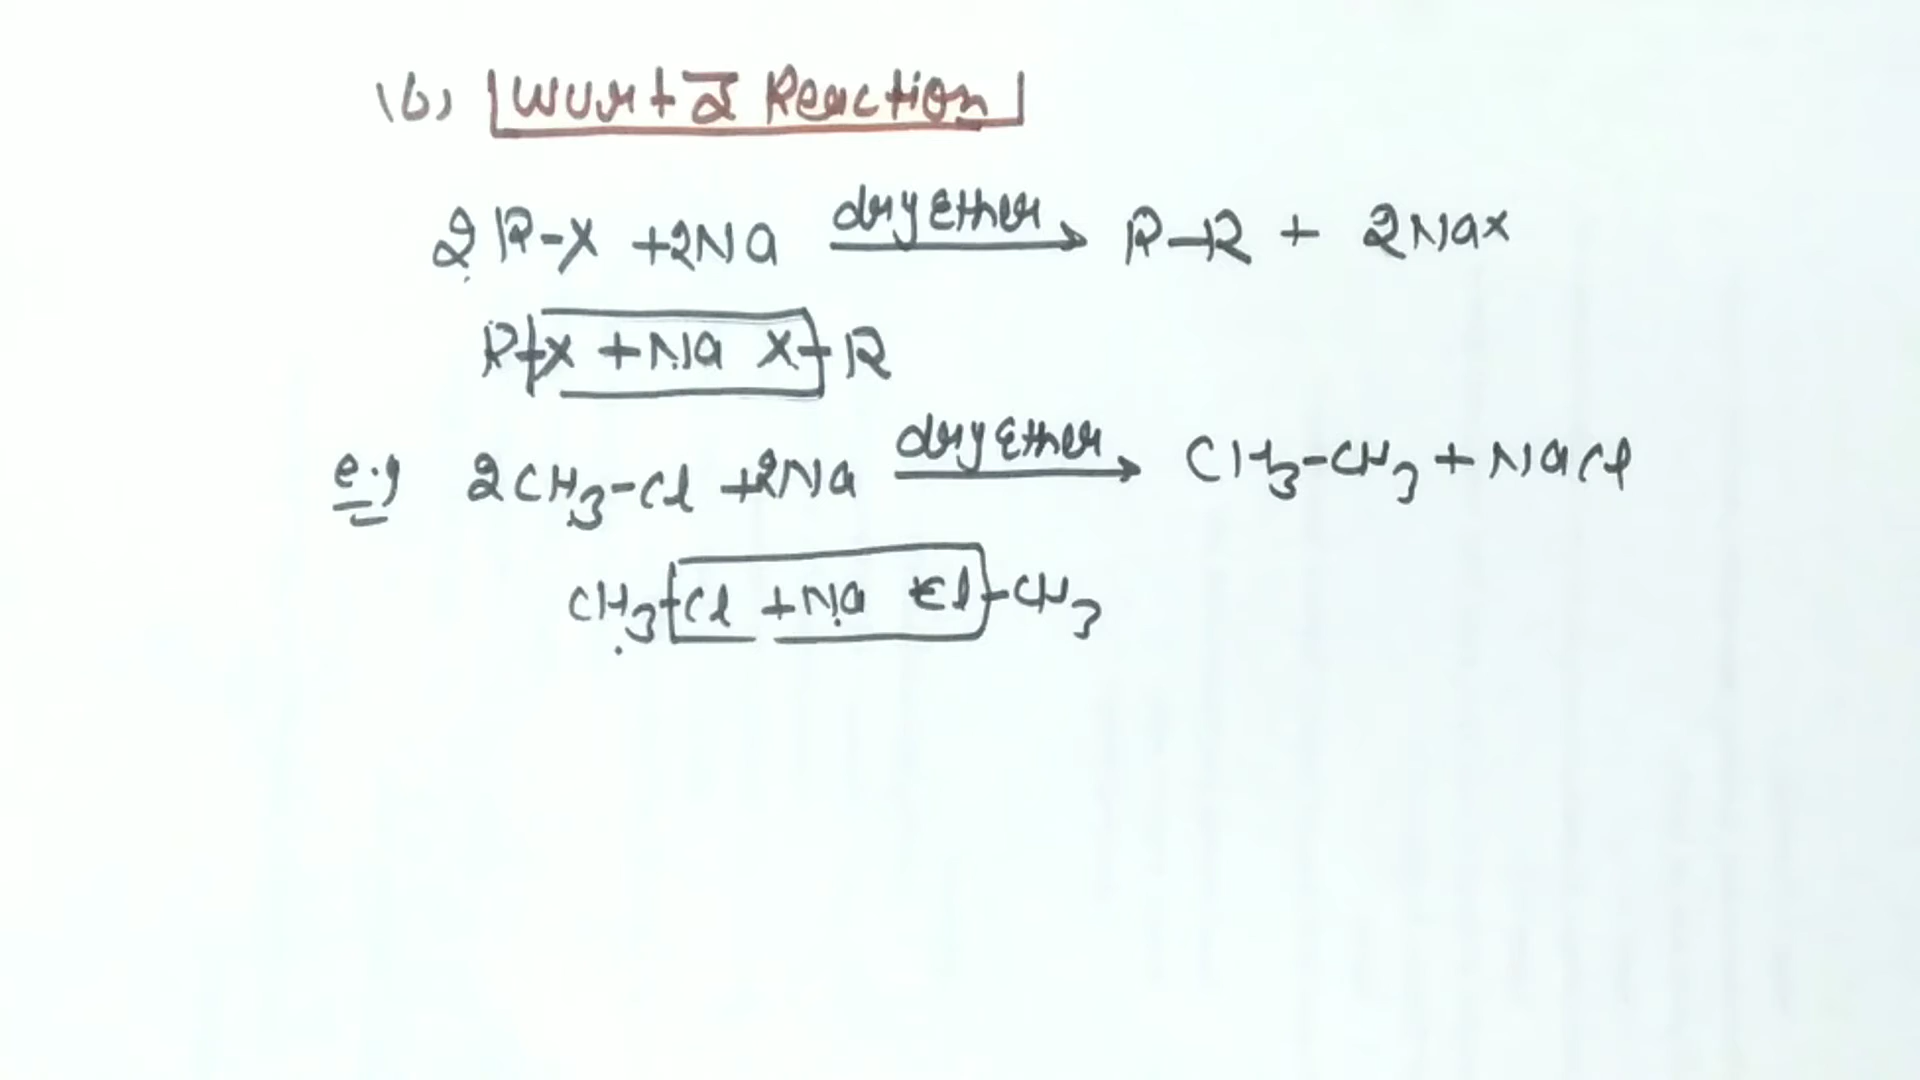 (b) Wurtz Reaction
2R-X +2Na dry Ether → R-R + 2NaX
R-X + Na X-R
e.g 2CH3-Cl +2Na dry Ether → CH3-CH3 + NaCl
CH3-Cl + Na Cl-CH3